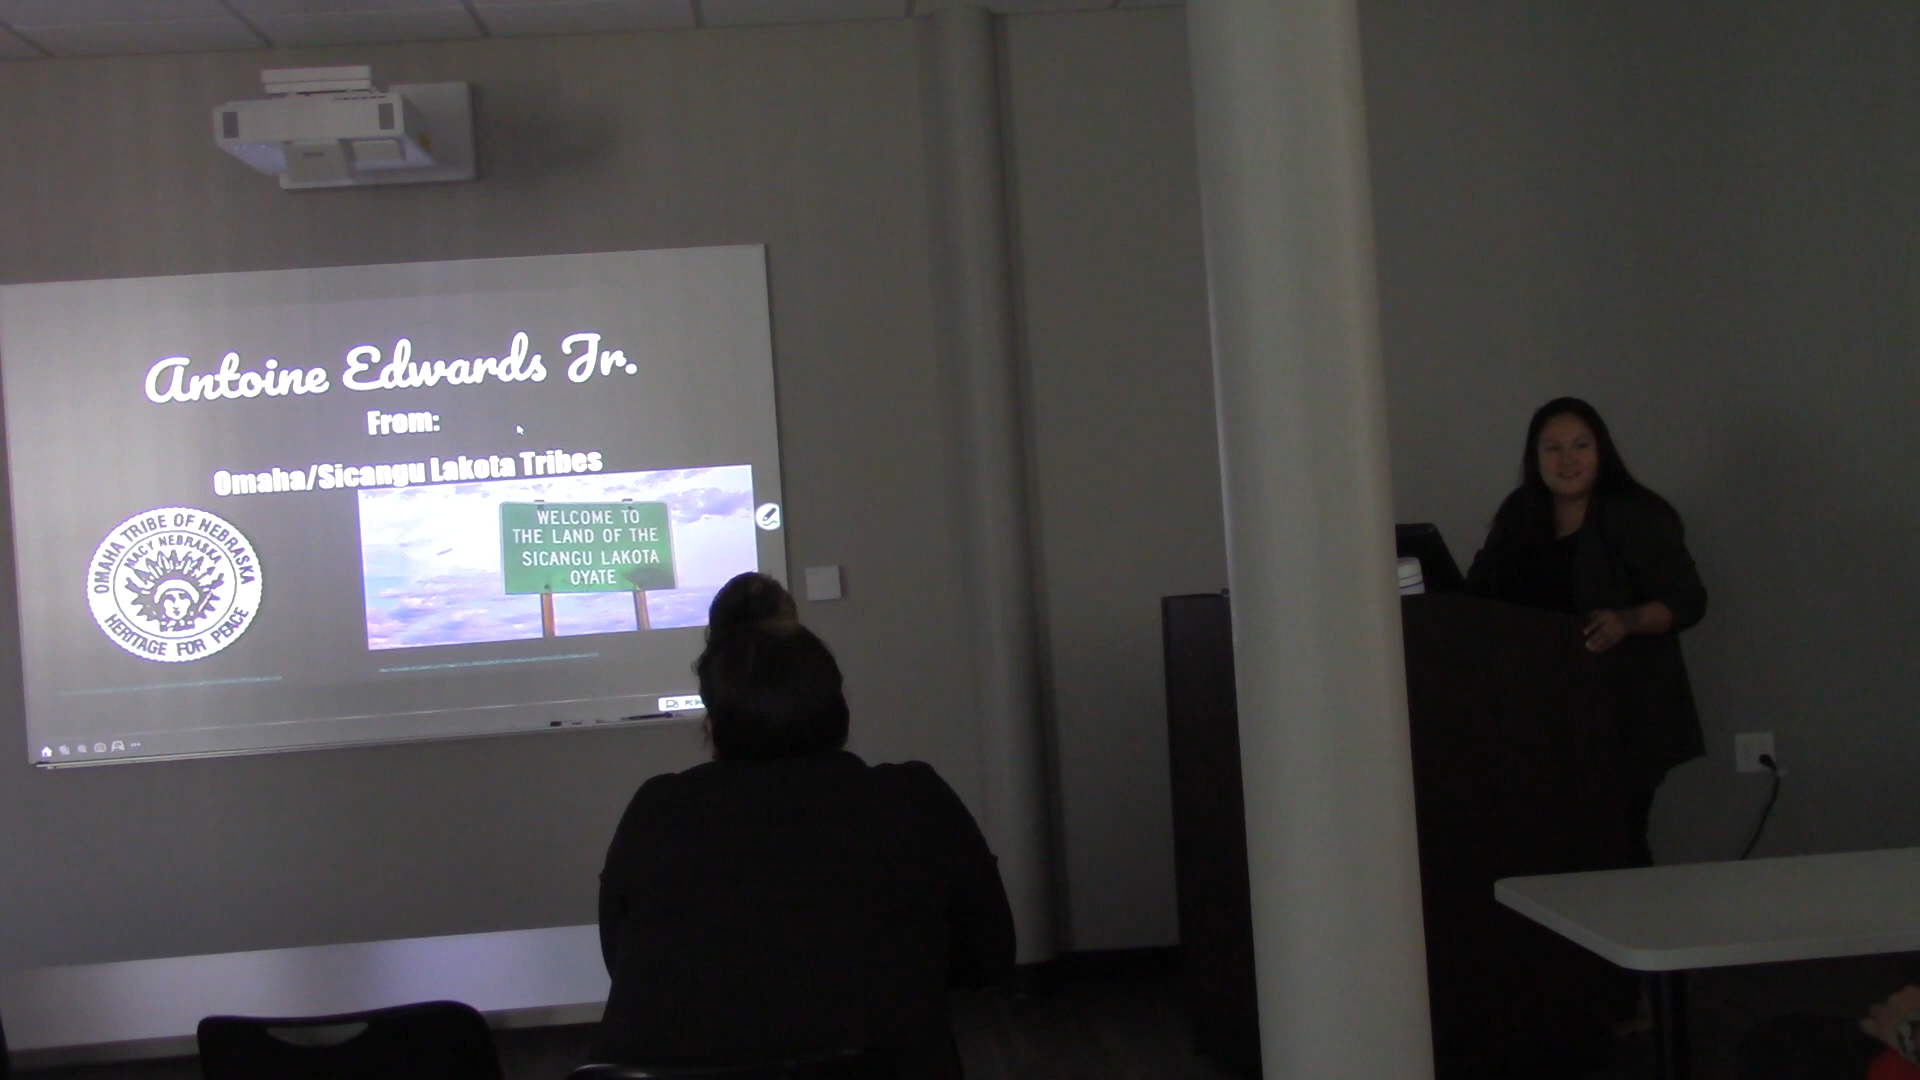 Antoine Edwards Jr.
From:
Omaha/Sicangu Lakota Tribes
OMAHA TRIBE OF NEBRASKA
MACY NEBRASKA
HERITAGE FOR PEACE
WELCOME TO
THE LAND OF THE
SICANGU LAKOTA
OYATE
PC